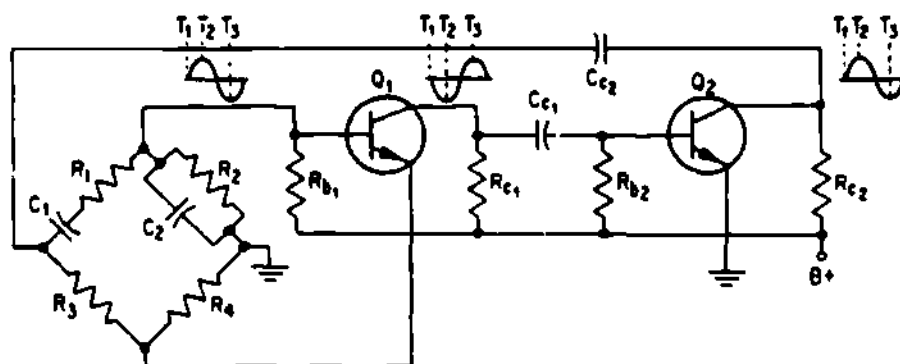 T1 T2 T3
T1 T2 T3
T1 T2 T3
Cc2
Q1
Q2
Cc1
R1
R2
C1
C2
Rb1
Rc1
Rb2
Rc2
R3
R4
B+